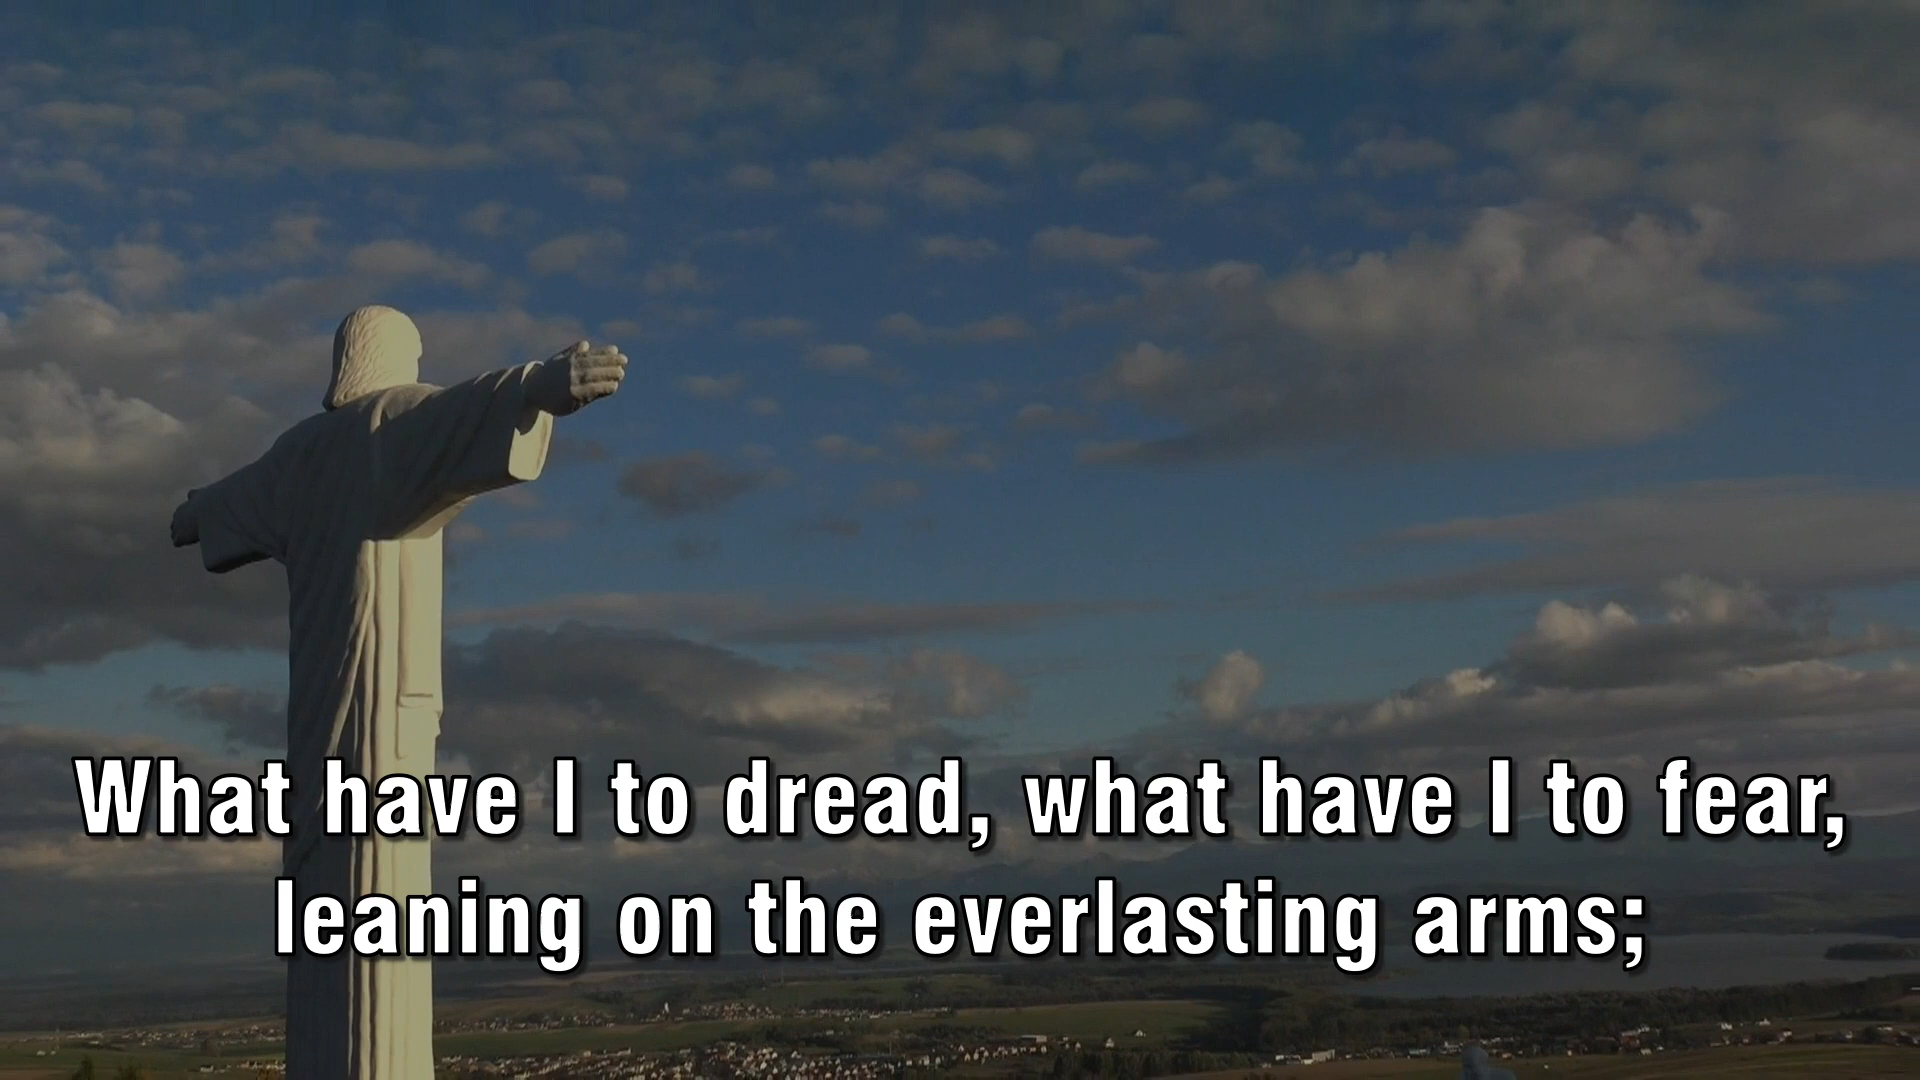 What have I to dread, what have I to fear,
leaning on the everlasting arms;